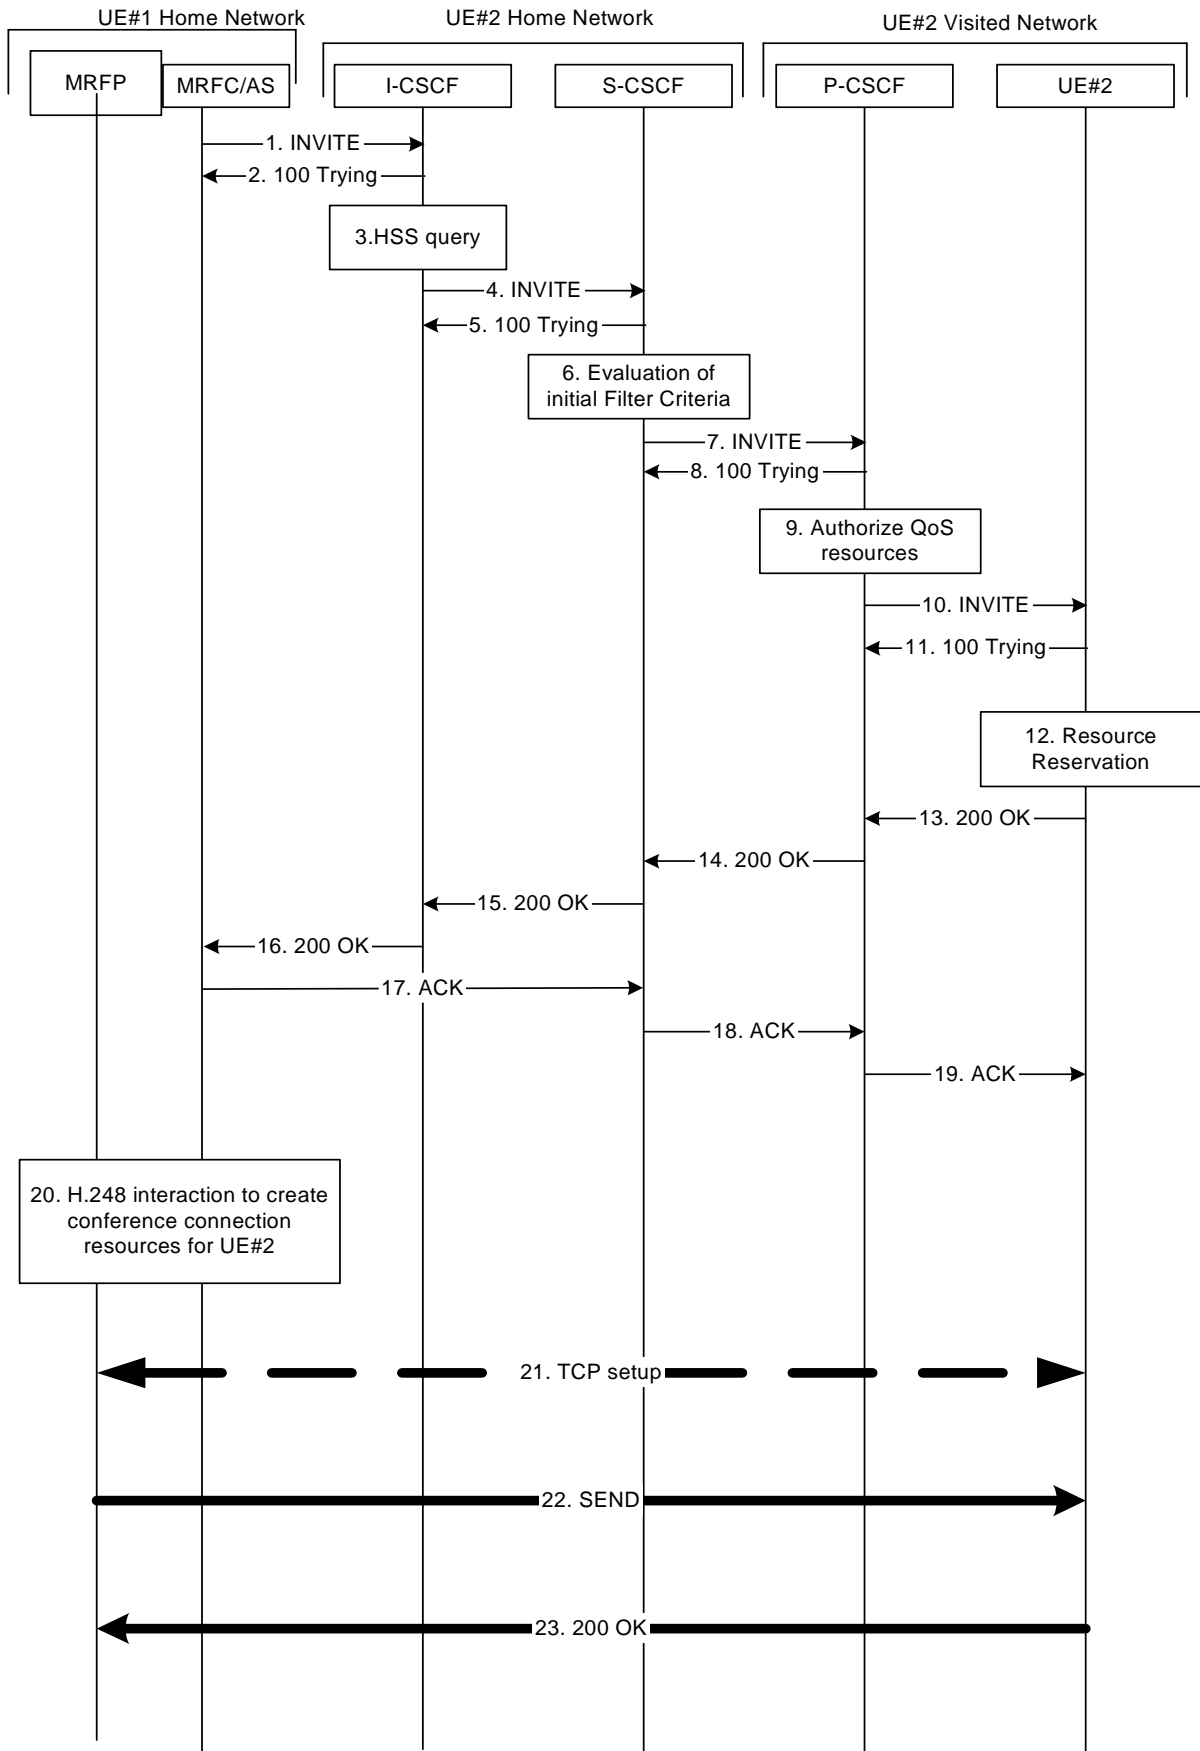 UE#1 Home Network
UE#2 Home Network
UE#2 Visited Network
MRFP
MRFC/AS
I-CSCF
S-CSCF
P-CSCF
UE#2
1. INVITE
2. 100 Trying
3.HSS query
4. INVITE
5. 100 Trying
6. Evaluation of
initial Filter Criteria
7. INVITE
8. 100 Trying
9. Authorize QoS
resources
10. INVITE
11. 100 Trying
12. Resource
Reservation
13. 200 OK
14. 200 OK
15. 200 OK
16. 200 OK
17. ACK
18. ACK
19. ACK
20. H.248 interaction to create
conference connection
resources for UE#2
21. TCP setup
22. SEND
23. 200 OK